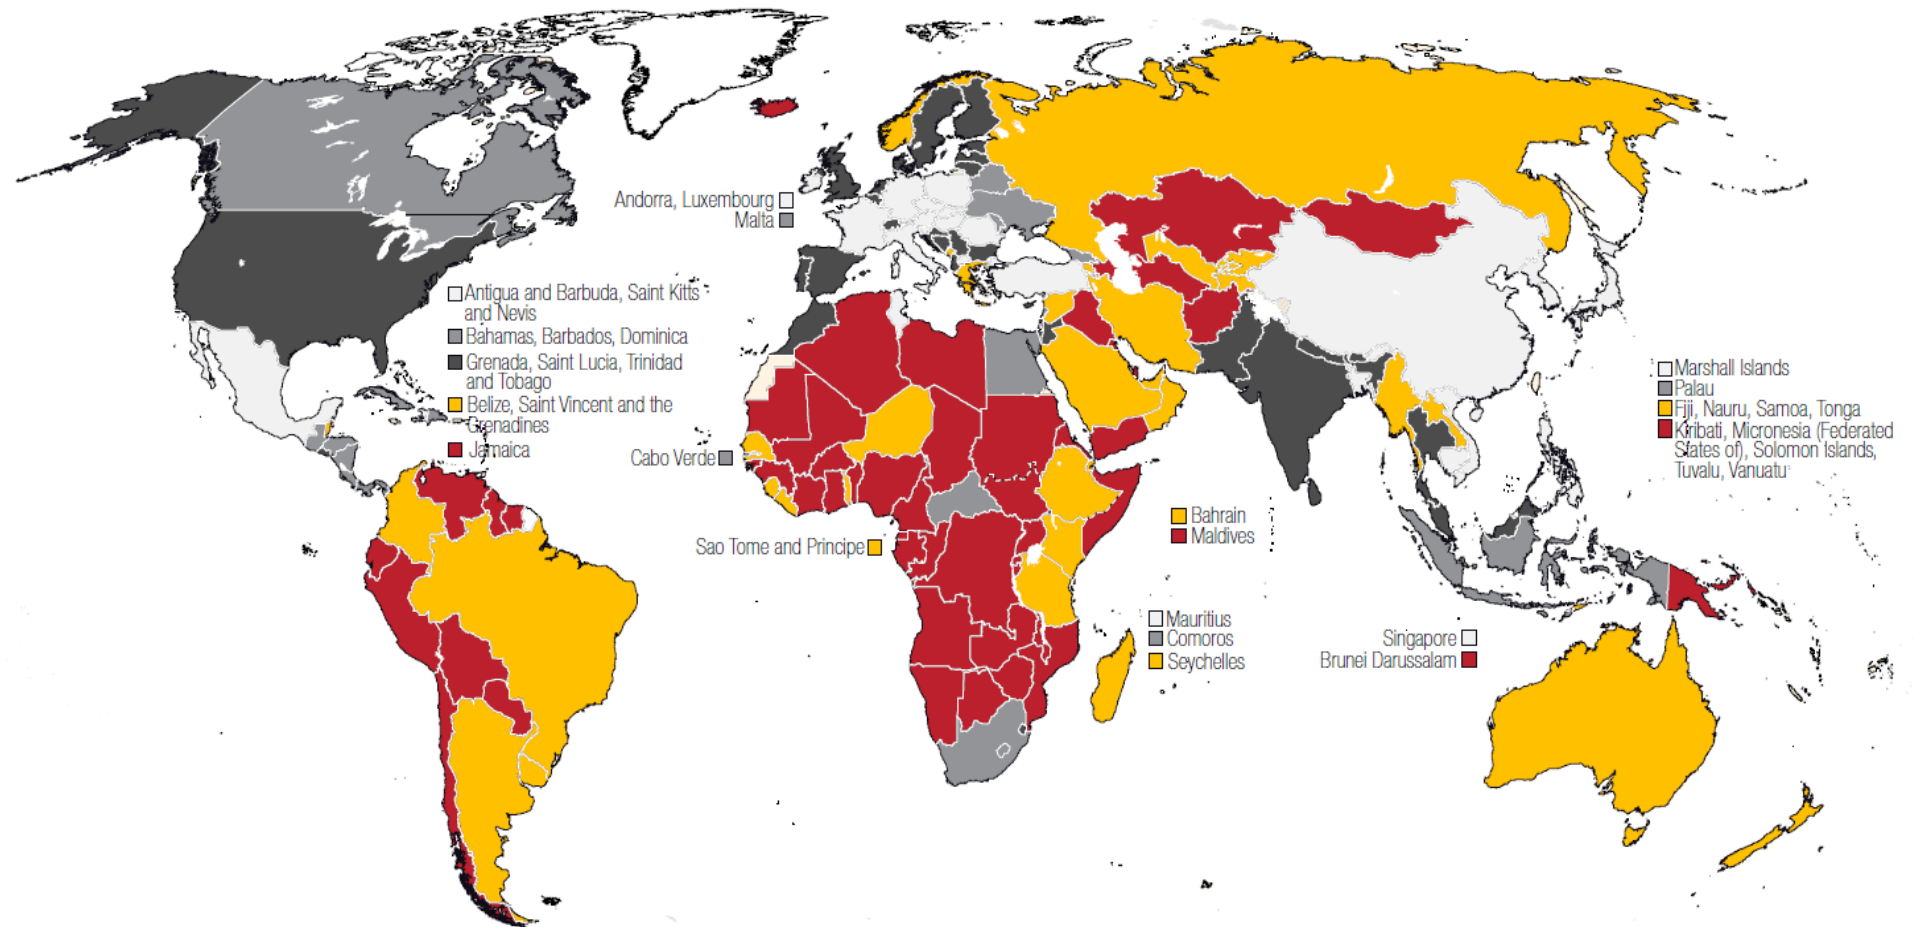 Andorra, Luxembourg
Malta
Antigua and Barbuda, Saint Kitts
and Nevis
Bahamas, Barbados, Dominica
Grenada, Saint Lucia, Trinidad
and Tobago
Belize, Saint Vincent and the
Grenadines
Jamaica
Cabo Verde
Sao Tome and Principe
Bahrain
Maldives
Mauritius
Comoros
Seychelles
Singapore
Brunei Darussalam
Marshall Islands
Palau
Fiji, Nauru, Samoa, Tonga
Kiribati, Micronesia (Federated
States of), Solomon Islands,
Tuvalu, Vanuatu